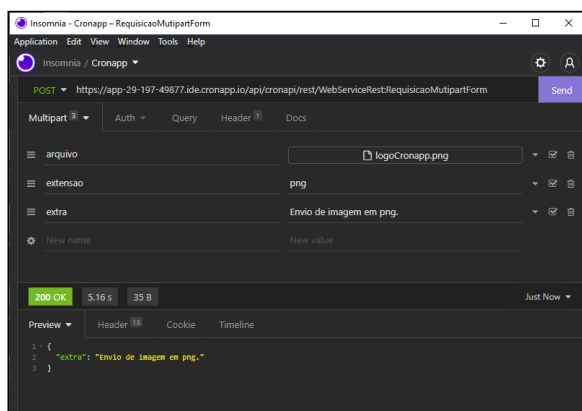 Insomnia - Cronapp – RequisicaoMutipartForm
Application Edit View Window Tools Help
Insomnia / Cronapp
POST https://app-29-197-49877.ide.cronapp.io/api/cronapi/rest/WebServiceRest:RequisicaoMutipartForm Send
Multipart 3 Auth Query Header 1 Docs
arquivo logoCronapp.png
extensao png
extra Envio de imagem em png.
New name New value
200 OK 5.16 s 35 B Just Now
Preview Header 18 Cookie Timeline
1 {
2 "extra": "Envio de imagem em png."
3 }